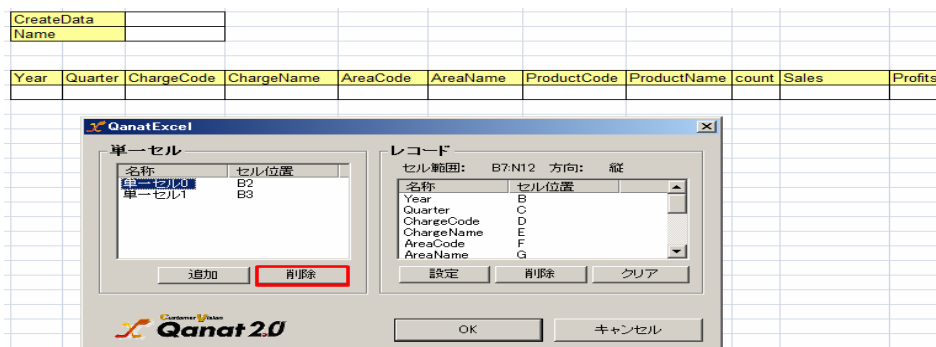 CreateData
Name
Year Quarter ChargeCode ChargeName AreaCode AreaName ProductCode ProductName count Sales Profits
QanatExcel
単一セル
名称 セル位置
単一セル0 B2
単一セル1 B3
追加 削除
レコード
セル範囲: B7:N12 方向: 縦
名称 セル位置
Year B
Quarter C
ChargeCode D
ChargeName E
AreaCode F
AreaName G
設定 削除 クリア
Customer Vision
Qanat 2.0
OK キャンセル